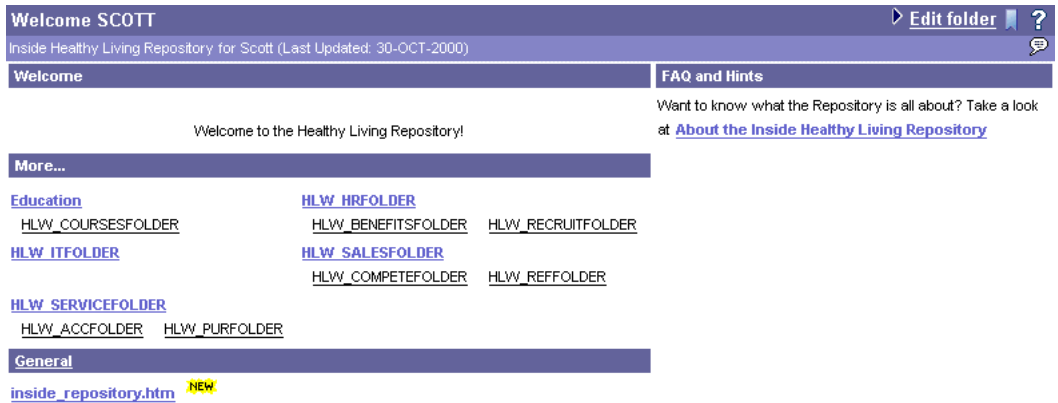 Welcome SCOTT
Edit folder ?
Inside Healthy Living Repository for Scott (Last Updated: 30-OCT-2000)
Welcome
Welcome to the Healthy Living Repository!
FAQ and Hints
Want to know what the Repository is all about? Take a look
at About the Inside Healthy Living Repository
More...
Education
HLW_COURSESFOLDER
HLW_HRFOLDER
HLW_BENEFITSFOLDER HLW_RECRUITFOLDER
HLW_ITFOLDER
HLW_SALESFOLDER
HLW_COMPETEFOLDER HLW_REFFOLDER
HLW_SERVICEFOLDER
HLW_ACCFOLDER HLW_PURFOLDER
General
inside_repository.htm NEW